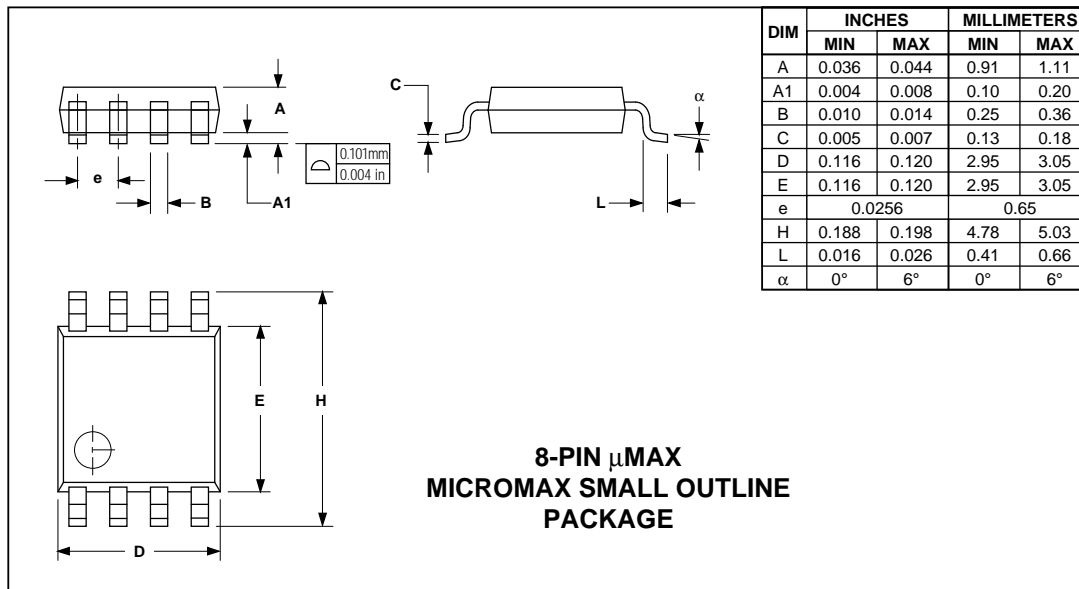 DIM INCHES MILLIMETERS
MIN MAX MIN MAX
A 0.036 0.044 0.91 1.11
A1 0.004 0.008 0.10 0.20
B 0.010 0.014 0.25 0.36
C 0.005 0.007 0.13 0.18
D 0.116 0.120 2.95 3.05
E 0.116 0.120 2.95 3.05
e 0.0256 0.65
H 0.188 0.198 4.78 5.03
L 0.016 0.026 0.41 0.66
α 0° 6° 0° 6°
A
e
B
A1
0.101mm
0.004 in
C
α
L
E
H
D
8-PIN μMAX
MICROMAX SMALL OUTLINE
PACKAGE